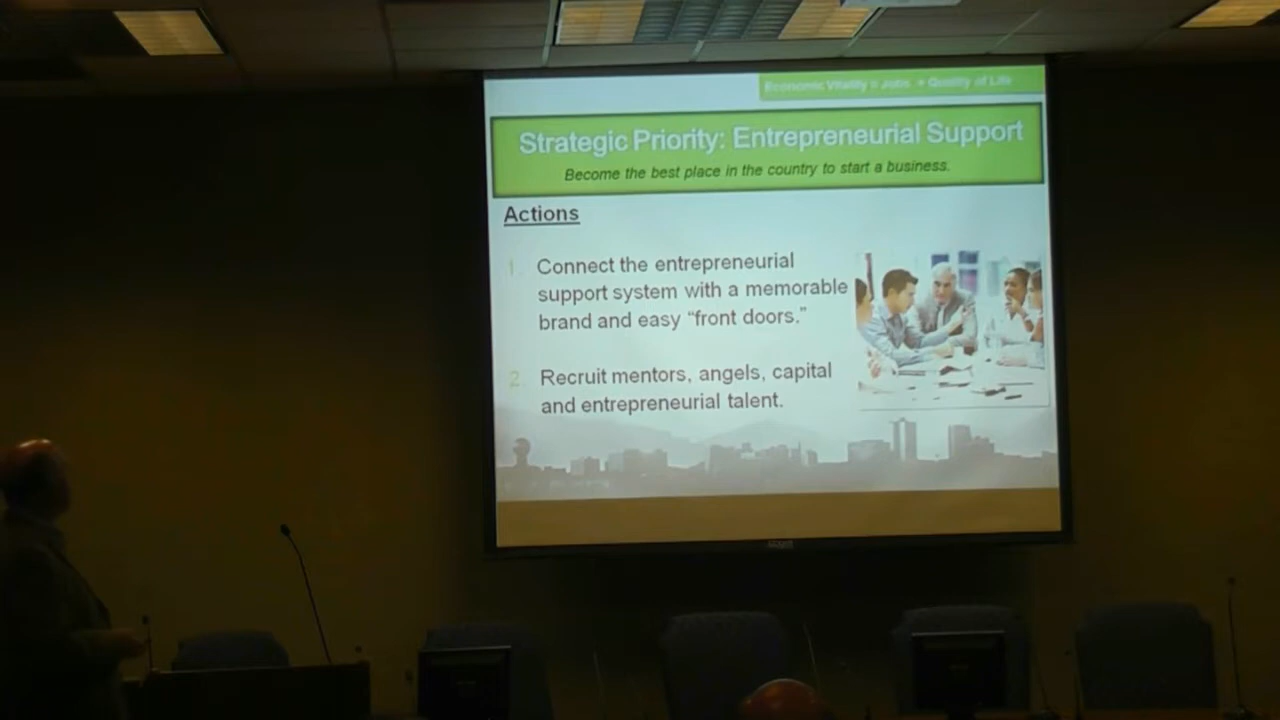 Economic Vitality = Jobs + Quality of Life
Strategic Priority: Entrepreneurial Support
Become the best place in the country to start a business.
Actions
1. Connect the entrepreneurial
support system with a memorable
brand and easy “front doors.”
2. Recruit mentors, angels, capital
and entrepreneurial talent.